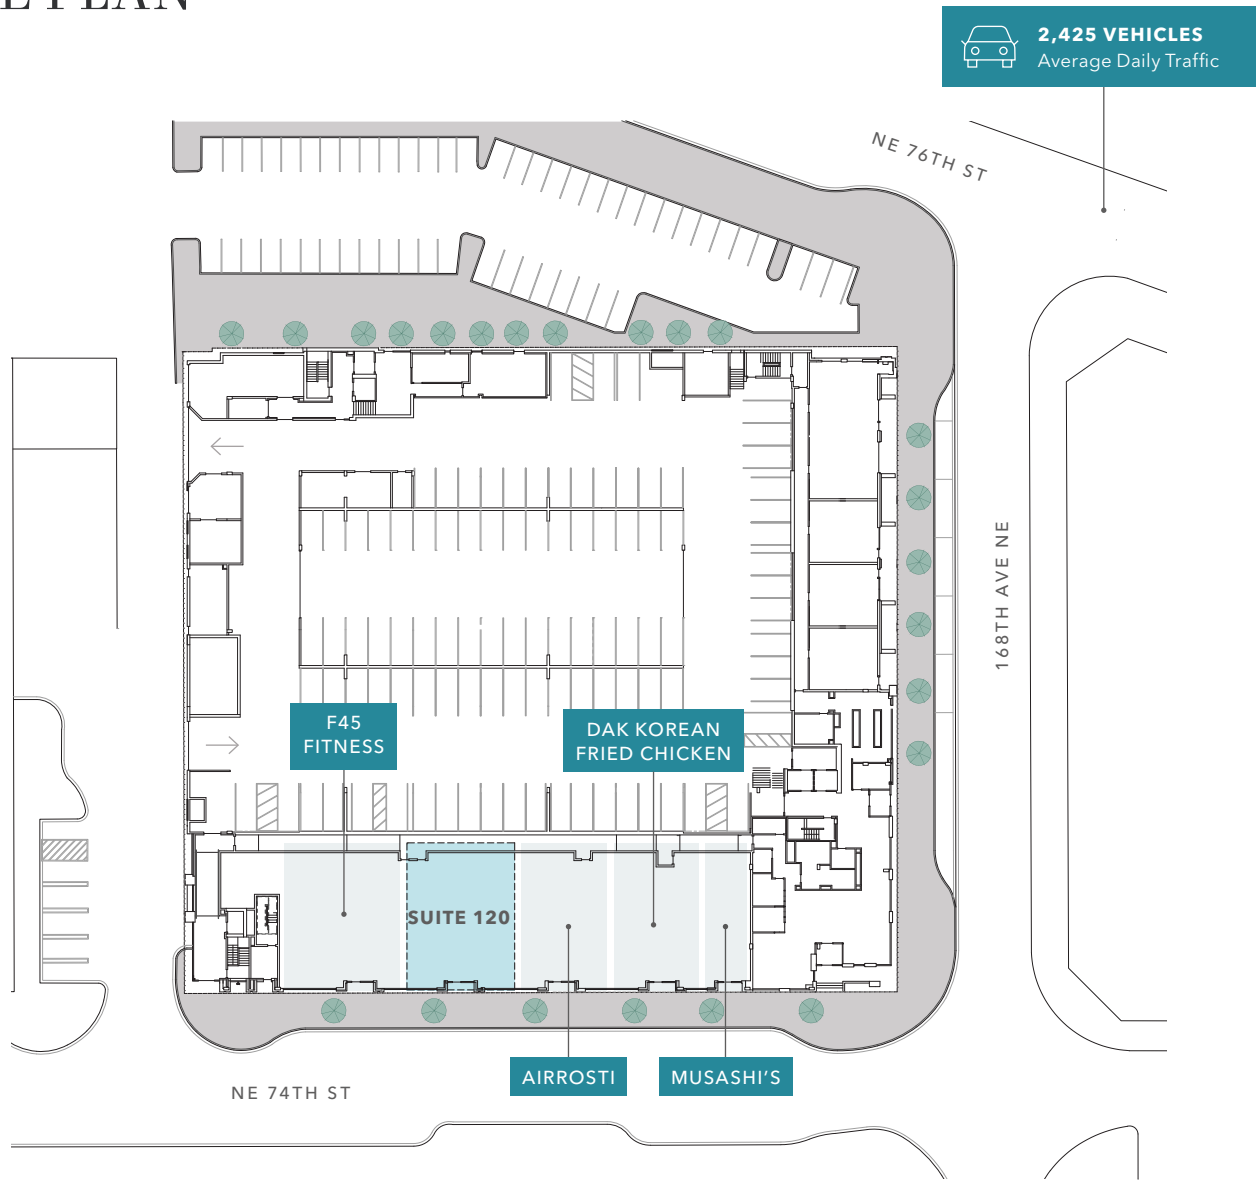 E PLAN
2,425 VEHICLES
Average Daily Traffic
NE 76TH ST
168TH AVE NE
F45
FITNESS
DAK KOREAN
FRIED CHICKEN
SUITE 120
AIRROSTI
MUSASHI'S
NE 74TH ST